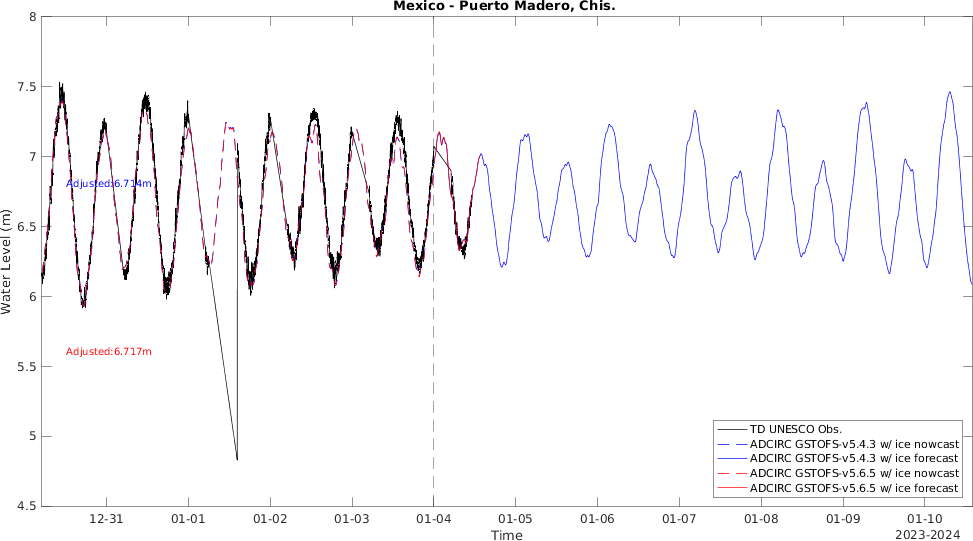 Mexico - Puerto Madero, Chis.
8
7.5
7
6.5
6
5.5
5
4.5
Water Level (m)
Adjusted:6.714m
Adjusted:6.717m
TD UNESCO Obs.
ADCIRC GSTOFS-v5.4.3 w/ ice nowcast
ADCIRC GSTOFS-v5.4.3 w/ ice forecast
ADCIRC GSTOFS-v5.6.5 w/ ice nowcast
ADCIRC GSTOFS-v5.6.5 w/ ice forecast
12-31 01-01 01-02 01-03 01-04 01-05 01-06 01-07 01-08 01-09 01-10
Time
2023-2024